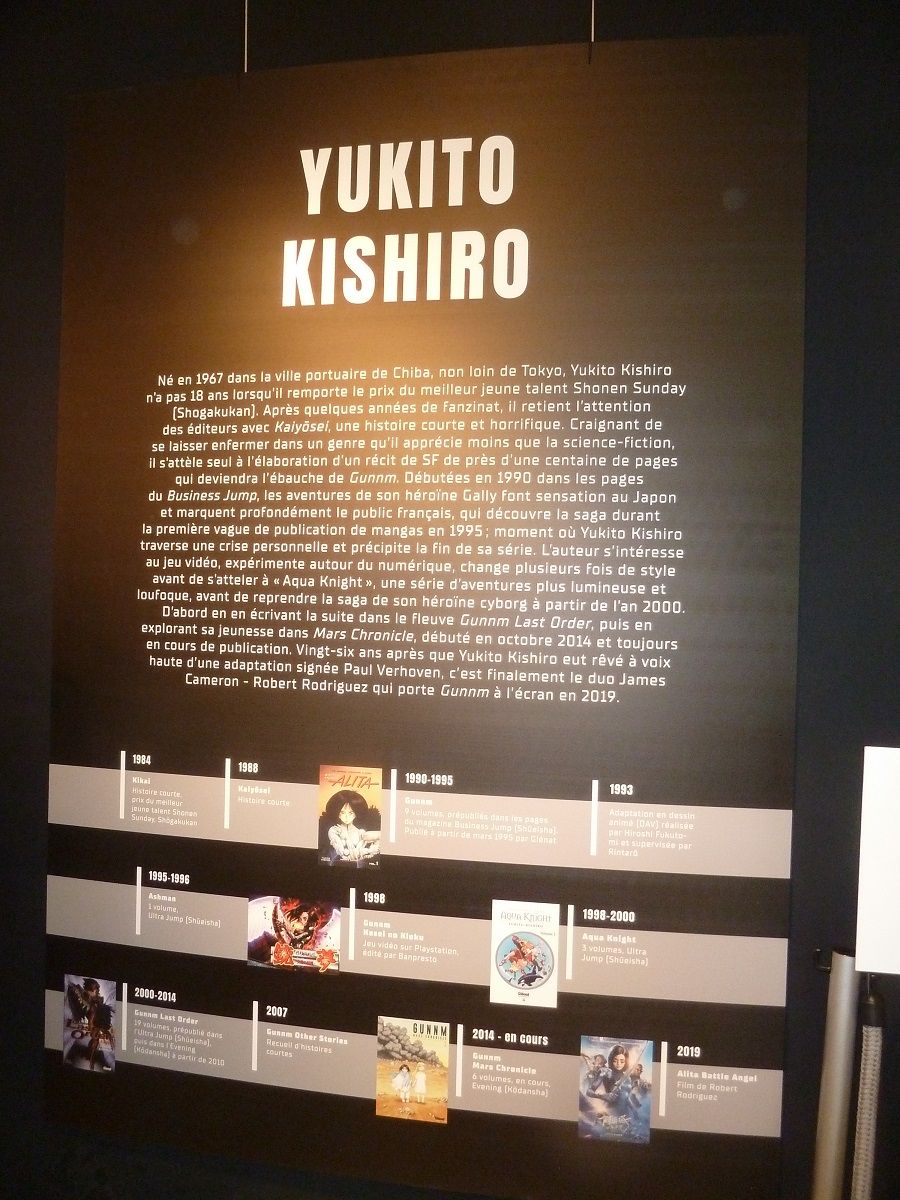 YUKITO
KISHIRO
Né en 1967 dans la ville portuaire de Chiba, non loin de Tokyo, Yukito Kishiro
n'a pas 18 ans lorsqu'il remporte le prix du meilleur jeune talent Shonen Sunday
(Shogakukan). Après quelques années de fanzinat, il retient l'attention
des éditeurs avec Kaiyōsei, une histoire courte et horrifique. Craignant de
se laisser enfermer dans un genre qu'il apprécie moins que la science-fiction,
il s'attèle seul à l'élaboration d'un récit de SF de près d'une centaine de pages
qui deviendra l'ébauche de Gunnm. Débutées en 1990 dans les pages
du Business Jump, les aventures de son héroïne Gally font sensation au Japon
et marquent profondément le public français, qui découvre la saga durant
la première vague de publication de mangas en 1995 ; moment où Yukito Kishiro
traverse une crise personnelle et précipite la fin de sa série. L'auteur s'intéresse
au jeu vidéo, expérimente autour du numérique, change plusieurs fois de style
avant de s'atteler à « Aqua Knight », une série d'aventures plus lumineuse et
loufoque, avant de reprendre la saga de son héroïne cyborg à partir de l'an 2000.
D'abord en en écrivant la suite dans le fleuve Gunnm Last Order, puis en
explorant sa jeunesse dans Mars Chronicle, débuté en octobre 2014 et toujours
en cours de publication. Vingt-six ans après que Yukito Kishiro eut rêvé à voix
haute d'une adaptation signée Paul Verhoven, c'est finalement le duo James
Cameron - Robert Rodriguez qui porte Gunnm à l'écran en 2019.
1984
Kikai
Histoire courte,
prix du meilleur
jeune talent Shonen
Sunday, Shōgakukan
1988
Kaiyōsei
Histoire courte
ALITA
1990-1995
Gunnm
9 volumes, prépubliés dans les pages
du magazine Business Jump (Shūeisha).
Publié à partir de mars 1995 par Glénat
1993
Adaptation en dessin
animé (OAV) réalisée
par Hiroshi Fukuto-
mi et supervisée par
Rintarō
1995-1996
Ashman
1 volume,
Ultra Jump (Shūeisha)
1998
Gunnm
Kasei no Kioku
Jeu vidéo sur Playstation,
édité par Banpresto
AQUA KNIGHT
1998-2000
Aqua Knight
3 volumes, Ultra
Jump (Shūeisha)
2000-2014
Gunnm Last Order
19 volumes, prépublié dans
l'Ultra Jump (Shūeisha),
puis dans l'Evening
(Kōdansha) à partir de 2010
2007
Gunnm Other Stories
Recueil d'histoires
courtes
GUNNM
2014 - en cours
Gunnm
Mars Chronicle
6 volumes, en cours,
Evening (Kōdansha)
2019
Alita Battle Angel
Film de Robert
Rodriguez